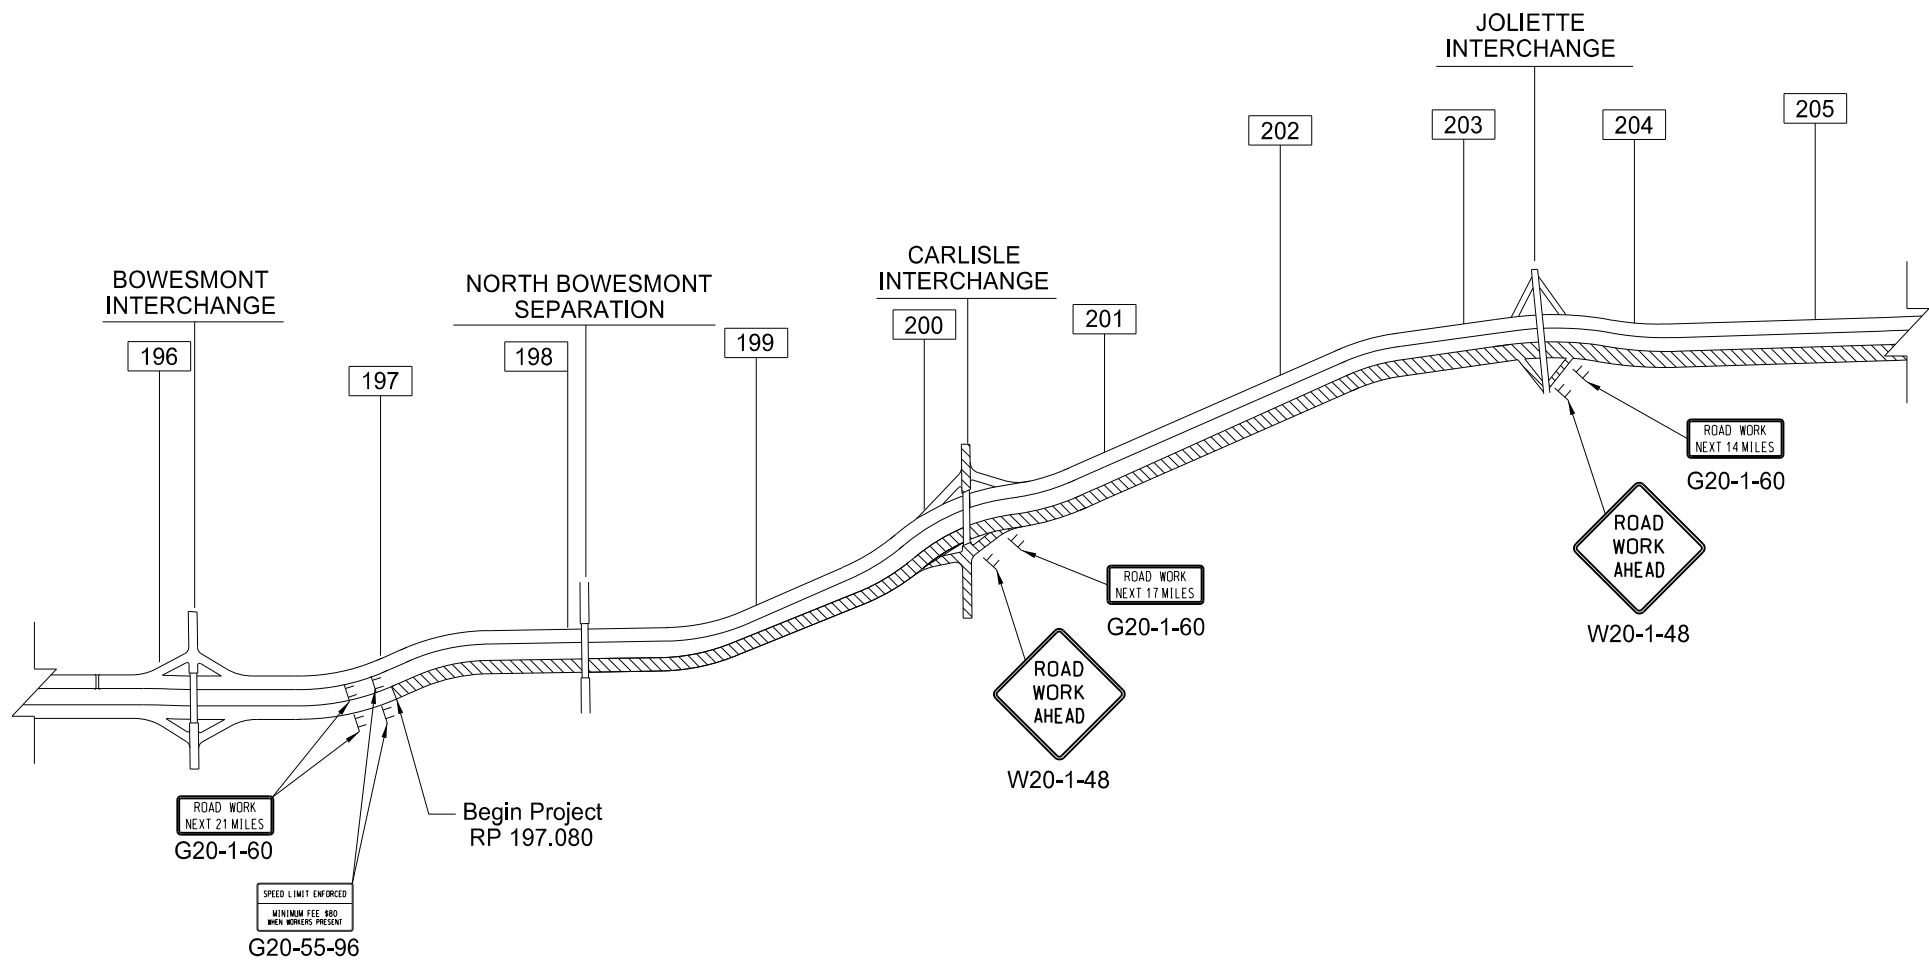 JOLIETTE
INTERCHANGE
202
203
204
205
CARLISLE
INTERCHANGE
BOWESMONT
INTERCHANGE
NORTH BOWESMONT
SEPARATION
196
197
198
199
200
201
ROAD WORK
NEXT 14 MILES
G20-1-60
ROAD
WORK
AHEAD
W20-1-48
ROAD WORK
NEXT 17 MILES
G20-1-60
ROAD
WORK
AHEAD
W20-1-48
ROAD WORK
NEXT 21 MILES
G20-1-60
Begin Project
RP 197.080
SPEED LIMIT ENFORCED
MINIMUM FEE $80
WHEN WORKERS PRESENT
G20-55-96